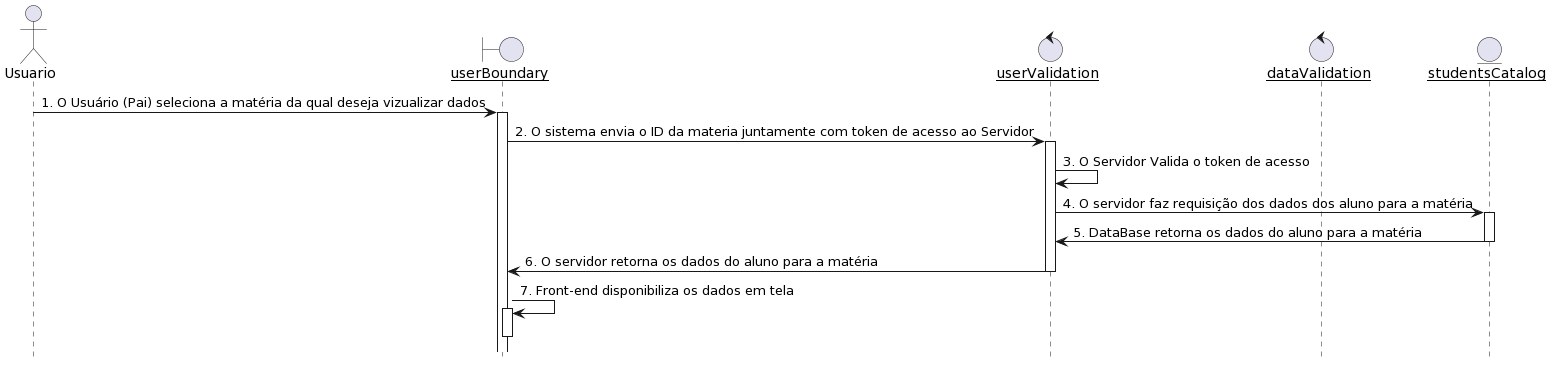 Usuario
userBoundary
userValidation
dataValidation
studentsCatalog
1. O Usuário (Pai) seleciona a matéria da qual deseja vizualizar dados
2. O sistema envia o ID da materia juntamente com token de acesso ao Servidor
3. O Servidor Valida o token de acesso
4. O servidor faz requisição dos dados dos aluno para a matéria
5. DataBase retorna os dados do aluno para a matéria
6. O servidor retorna os dados do aluno para a matéria
7. Front-end disponibiliza os dados em tela